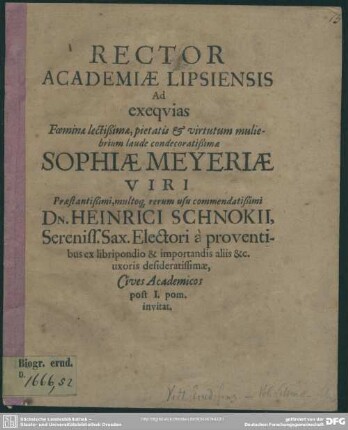 RECTOR
ACADEMIÆ LIPSIENSIS
Ad
exeqvias
Fœminæ lectissimæ, pietatis & virtutum mulie-
brium laude condecoratissimæ
SOPHIÆ MEYERIÆ
VIRI
Præstantissimi, multoq; rerum usu commendatissimi
DN. HEINRICI SCHNOKII,
Sereniss. Sax. Electori à proventi-
bus ex libripondio & importandis aliis &c.
uxoris desideratissimæ,
Cives Academicos
post I. pom.
invitat.
Biogr. erud.
D.
1666,52